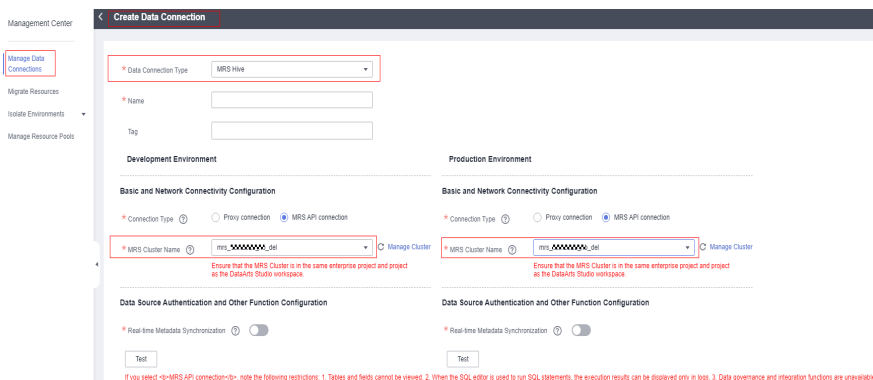 Management Center
Create Data Connection
Manage Data
Connections
Migrate Resources
Isolate Environments
Manage Resource Pools
* Data Connection Type MRS Hive
* Name
Tag
Development Environment Production Environment
Basic and Network Connectivity Configuration Basic and Network Connectivity Configuration
* Connection Type ? Proxy connection MRS API connection * Connection Type ? Proxy connection MRS API connection
* MRS Cluster Name ? mrs_ _del Manage Cluster * MRS Cluster Name ? mrs_ _del Manage Cluster
Ensure that the MRS Cluster is in the same enterprise project and project Ensure that the MRS Cluster is in the same enterprise project and project
as the DataArts Studio workspace. as the DataArts Studio workspace.
Data Source Authentication and Other Function Configuration Data Source Authentication and Other Function Configuration
* Real-time Metadata Synchronization ? * Real-time Metadata Synchronization ?
Test Test
If you select <b>MRS API connection</b>, note the following restrictions: 1. Tables and fields cannot be viewed. 2. When the SQL editor is used to run SQL statements, the execution results can be displayed only in logs. 3. Data governance and integration functions are unavailable